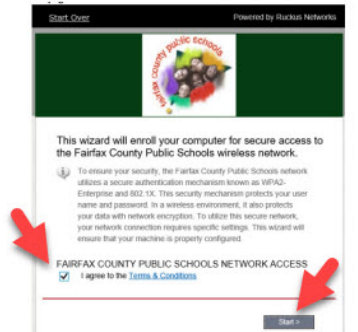 Start Over Powered by Ruckus Networks
county public schools
This wizard will enroll your computer for secure access to
the Fairfax County Public Schools wireless network.
To ensure your security, the Fairfax County Public Schools network
utilizes a secure authentication mechanism known as WPA2-
Enterprise and 802.1X. This security mechanism protects your user
name and password. In a wireless environment, it also protects
your data with network encryption. To utilize this secure network,
your network connection requires specific settings. This wizard will
ensure that your machine is properly configured.
FAIRFAX COUNTY PUBLIC SCHOOLS NETWORK ACCESS
I agree to the Terms & Conditions
Start >